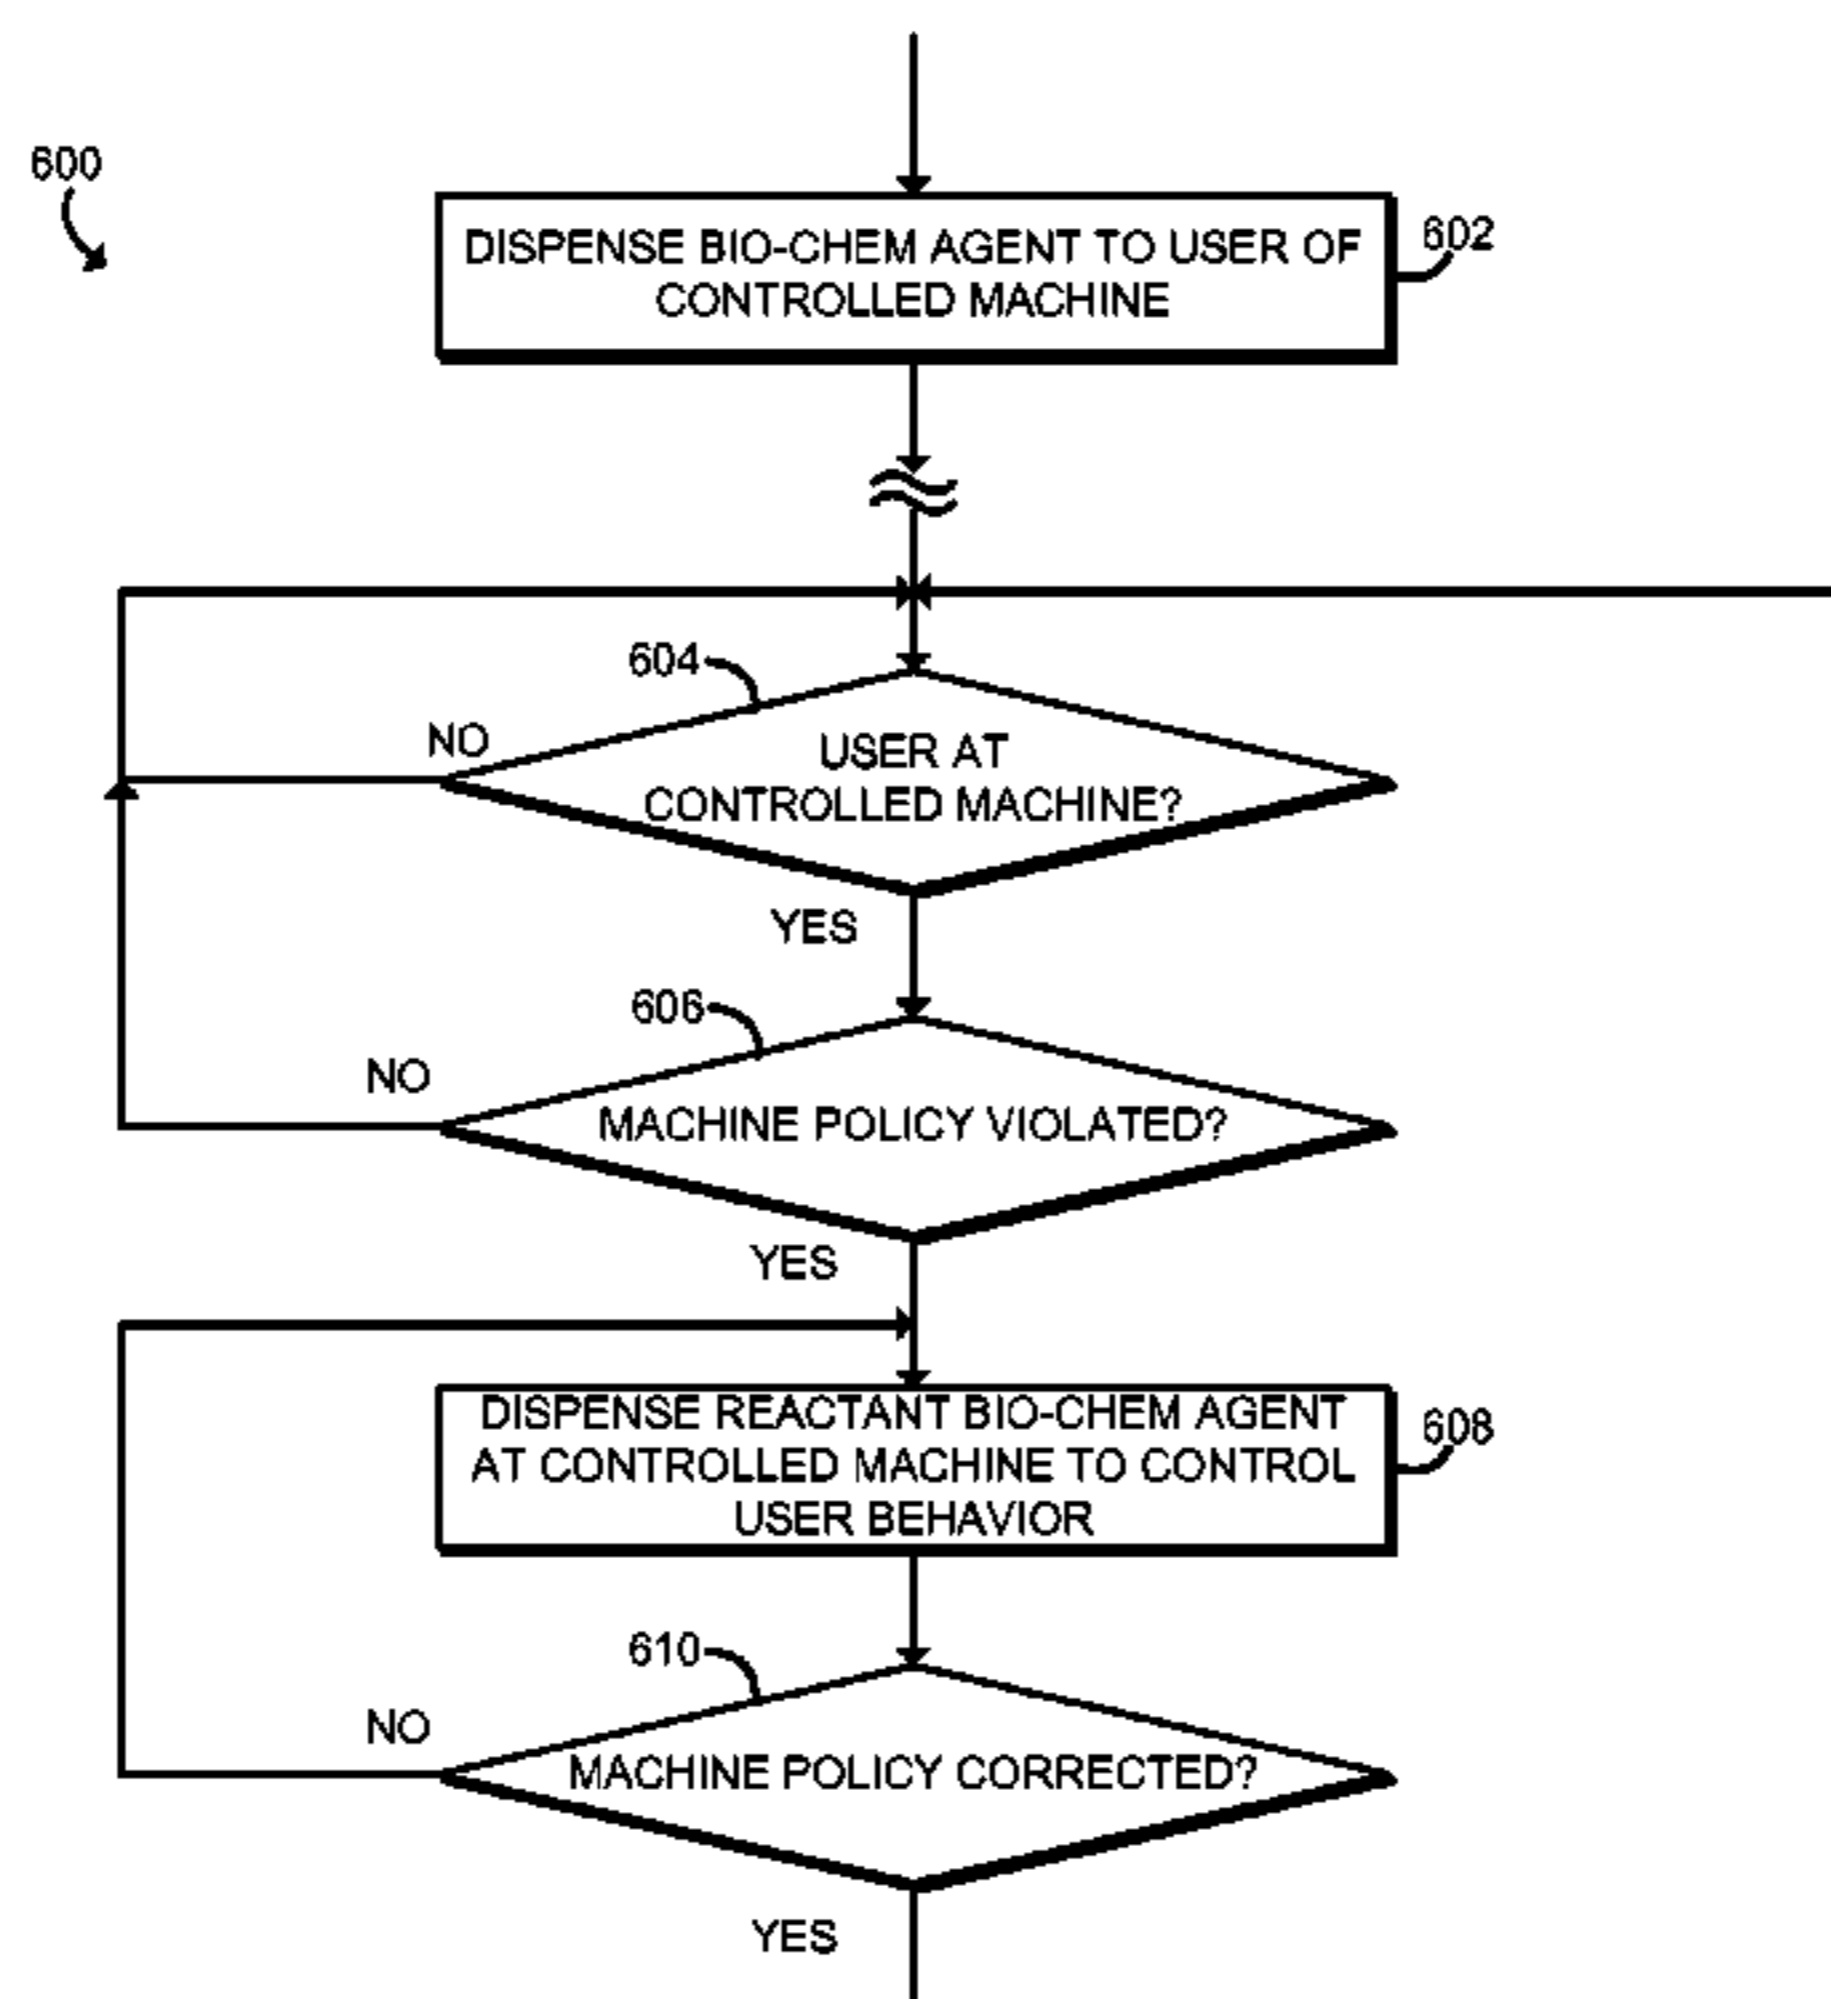 600
DISPENSE BIO-CHEM AGENT TO USER OF
CONTROLLED MACHINE
602
604
NO
USER AT
CONTROLLED MACHINE?
YES
606
NO
MACHINE POLICY VIOLATED?
YES
DISPENSE REACTANT BIO-CHEM AGENT
AT CONTROLLED MACHINE TO CONTROL
USER BEHAVIOR
608
610
NO
MACHINE POLICY CORRECTED?
YES